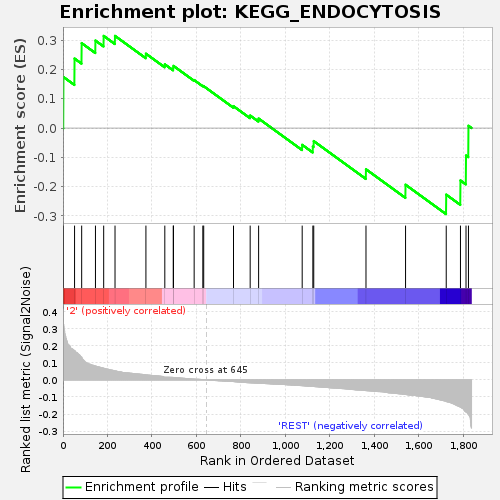 Enrichment plot: KEGG_ENDOCYTOSIS
Enrichment score (ES)
0.3
0.2
0.1
0.0
-0.1
-0.2
-0.3
'2' (positively correlated)
Ranked list metric (Signal2Noise)
0.4
0.3
0.2
0.1
0.0
-0.1
-0.2
-0.3
Zero cross at 645
'REST' (negatively correlated)
0 200 400 600 800 1,000 1,200 1,400 1,600 1,800
Rank in Ordered Dataset
Enrichment profile Hits Ranking metric scores